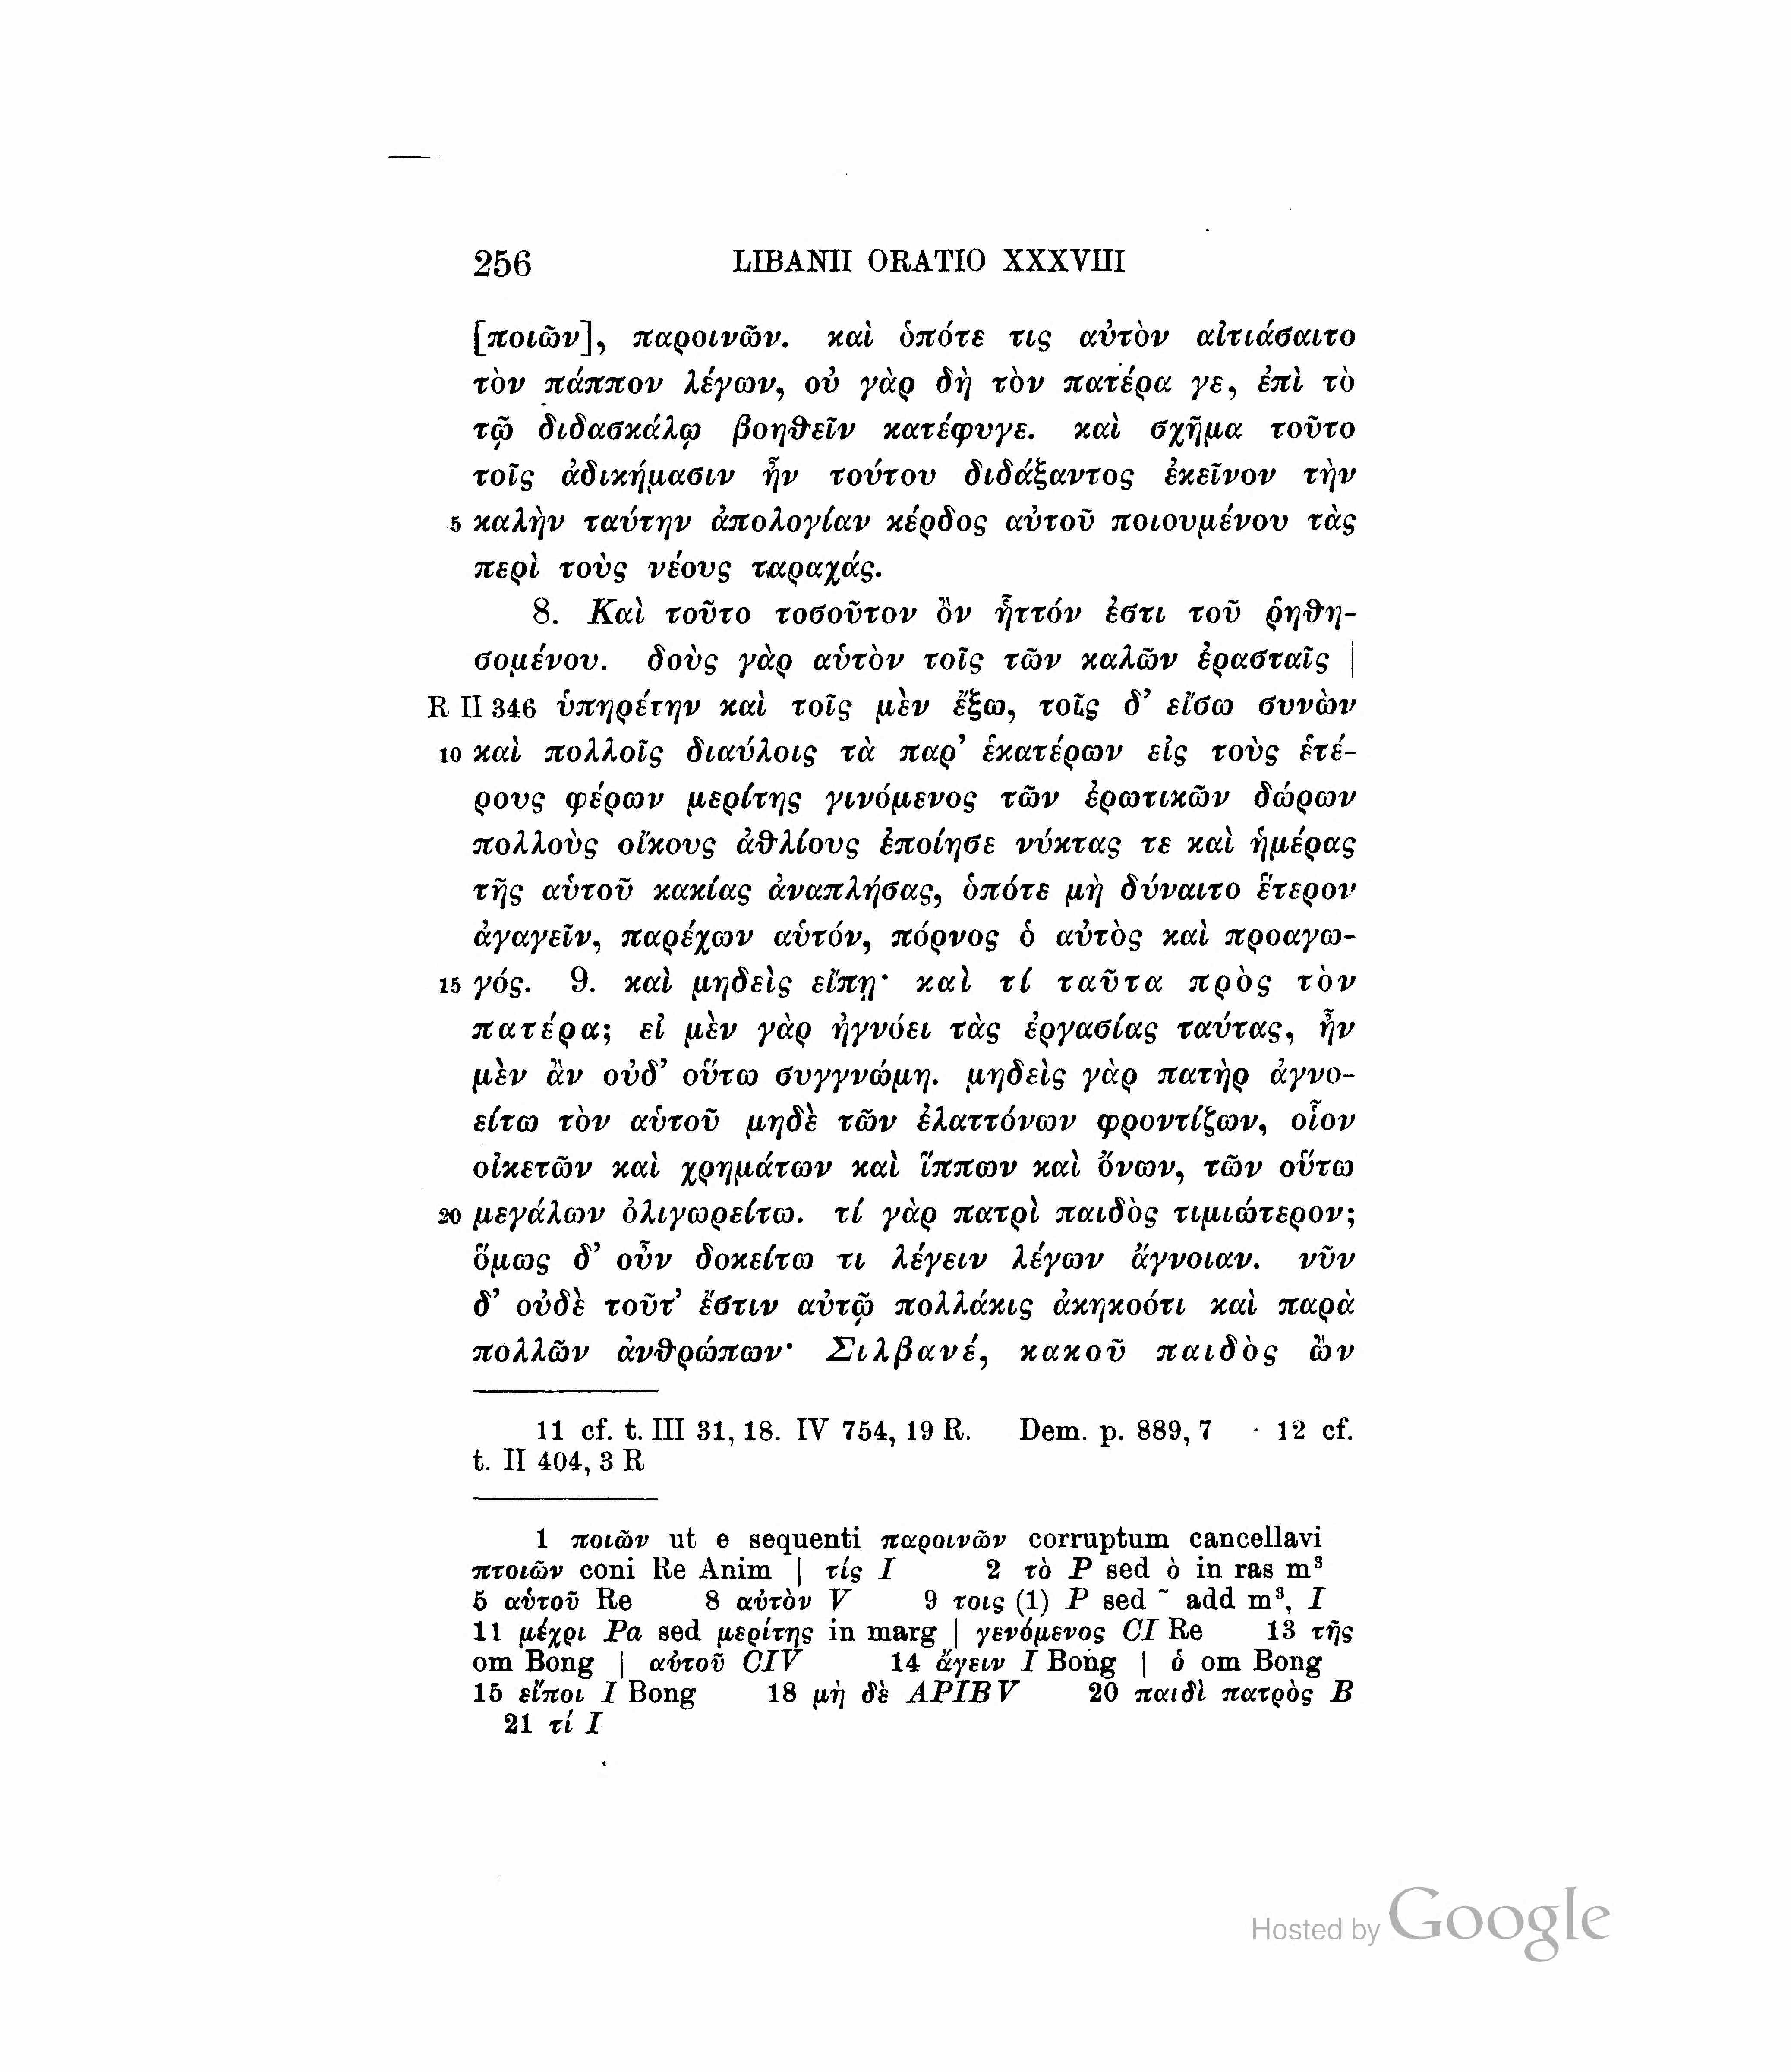 256 LIBANII ORATIO XXXVIII
[ποιῶν], παροινῶν. καὶ ὁπότε τις αὐτὸν αἰτιάσαιτο
τὸν πάππον λέγων, οὐ γὰρ δὴ τὸν πατέρα γε, ἐπὶ τὸ
τῷ διδασκάλῳ βοηθεῖν κατέφυγε. καὶ σχῆμα τοῦτο
τοῖς ἀδικήμασιν ἦν τούτου διδάξαντος ἐκεῖνον τὴν
5 καλὴν ταύτην ἀπολογίαν κέρδος αὐτοῦ ποιουμένου τὰς
περὶ τοὺς νέους ταραχάς.
8. Καὶ τοῦτο τοσοῦτον ὂν ἧττόν ἐστι τοῦ ῥηθη-
σομένου. δοὺς γὰρ αὑτὸν τοῖς τῶν καλῶν ἐρασταῖς |
R II 346 ὑπηρέτην καὶ τοῖς μὲν ἔξω, τοῖς δ’ εἴσω συνὼν
10 καὶ πολλοῖς διαύλοις τὰ παρ’ ἑκατέρων εἰς τοὺς ἑτέ-
ρους φέρων μερίτης γινόμενος τῶν ἐρωτικῶν δώρων
πολλοὺς οἴκους ἀθλίους ἐποίησε νύκτας τε καὶ ἡμέρας
τῆς αὑτοῦ κακίας ἀναπλήσας, ὁπότε μὴ δύναιτο ἕτερον
ἀγαγεῖν, παρέχων αὑτόν, πόρνος ὁ αὐτὸς καὶ προαγω-
15 γός. 9. καὶ μηδεὶς εἴπῃ· καὶ τί ταῦτα πρὸς τὸν
πατέρα; εἰ μὲν γὰρ ἠγνόει τὰς ἐργασίας ταύτας, ἦν
μὲν ἂν οὐδ’ οὕτω συγγνώμη. μηδεὶς γὰρ πατὴρ ἀγνο-
είτω τὸν αὑτοῦ μηδὲ τῶν ἐλαττόνων φροντίζων, οἷον
οἰκετῶν καὶ χρημάτων καὶ ἵππων καὶ ὄνων, τῶν οὕτω
20 μεγάλων ὀλιγωρείτω. τί γὰρ πατρὶ παιδὸς τιμιώτερον;
ὅμως δ’ οὖν δοκείτω τι λέγειν λέγων ἄγνοιαν. νῦν
δ’ οὐδὲ τοῦτ’ ἔστιν αὐτῷ πολλάκις ἀκηκοότι καὶ παρὰ
πολλῶν ἀνθρώπων· Σιλβανέ, κακοῦ παιδὸς ὢν
11 cf. t. III 31, 18. IV 754, 19 R. Dem. p. 889, 7 12 cf.
t. II 404, 3 R
1 ποιῶν ut e sequenti παροινῶν corruptum cancellavi
πτοιῶν coni Re Anim | τίς I 2 τὸ P sed ὸ in ras m³
5 αὑτοῦ Re 8 αὐτὸν V 9 τοις (1) P sed ῀ add m³, I
11 μέχρι Pa sed μερίτης in marg | γενόμενος CI Re 13 τῆς
om Bong | αὐτοῦ CIV 14 ἄγειν I Bong | ὁ om Bong
15 εἴποι I Bong 18 μὴ δὲ APIBV 20 παιδὶ πατρὸς B
21 τί I
Hosted by Google